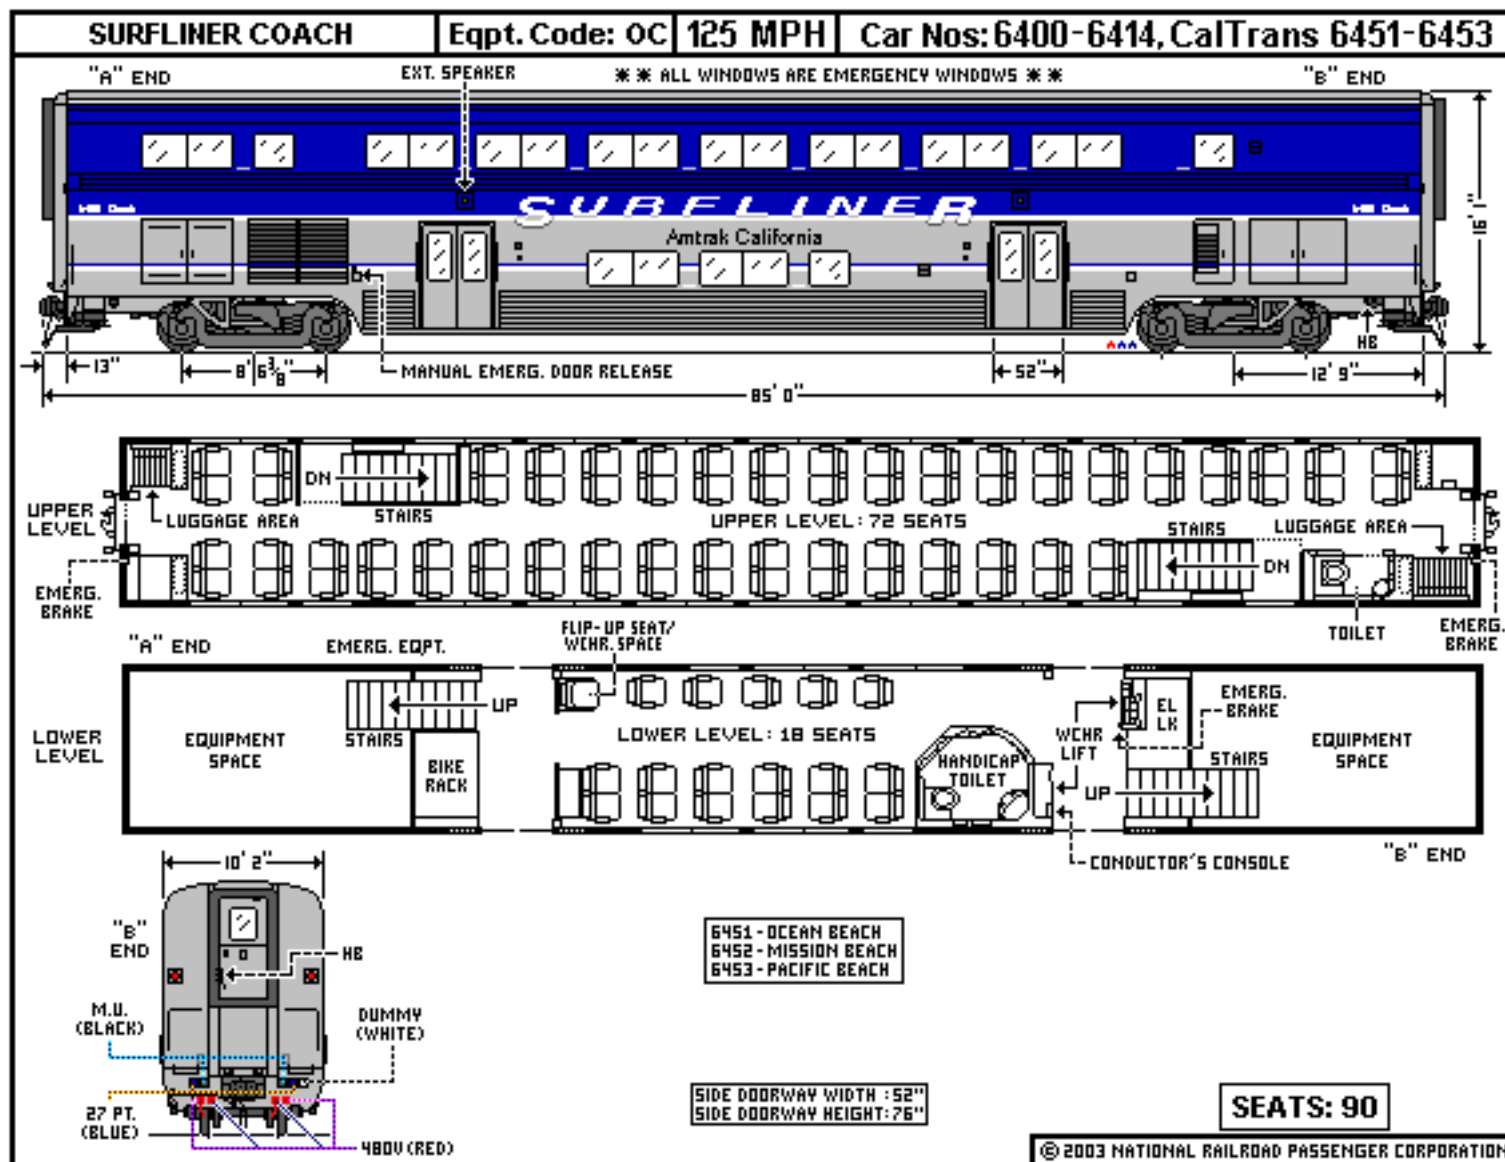 SURFLINER COACH
Eqpt. Code: OC
125 MPH
Car Nos: 6400-6414, CalTrans 6451-6453
"A" END
EXT. SPEAKER
** ALL WINDOWS ARE EMERGENCY WINDOWS **
"B" END
SURFLINER
Amtrak California
16' 1"
13"
8' 6 3/8"
MANUAL EMERG. DOOR RELEASE
52"
HB
12' 9"
85' 0"
UPPER
LEVEL
DN
STAIRS
LUGGAGE AREA
UPPER LEVEL: 72 SEATS
STAIRS
LUGGAGE AREA
DN
EMERG.
BRAKE
TOILET
EMERG.
BRAKE
"A" END
EMERG. EQPT.
FLIP-UP SEAT/
WCHR. SPACE
LOWER
LEVEL
EQUIPMENT
SPACE
STAIRS
UP
BIKE
RACK
LOWER LEVEL: 18 SEATS
HANDICAP
TOILET
WCHR
LIFT
EL
LK
EMERG.
BRAKE
UP
STAIRS
EQUIPMENT
SPACE
CONDUCTOR'S CONSOLE
"B" END
10' 2"
"B"
END
HB
M.U.
(BLACK)
DUMMY
(WHITE)
27 PT.
(BLUE)
480V (RED)
6451-OCEAN BEACH
6452-MISSION BEACH
6453-PACIFIC BEACH
SIDE DOORWAY WIDTH :52"
SIDE DOORWAY HEIGHT:76"
SEATS: 90
© 2003 NATIONAL RAILROAD PASSENGER CORPORATION